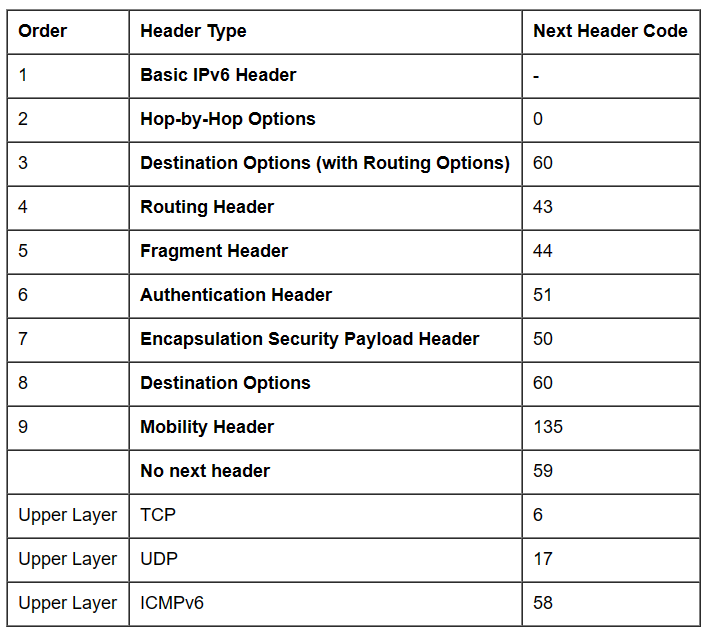 Order Header Type Next Header Code
1 Basic IPv6 Header -
2 Hop-by-Hop Options 0
3 Destination Options (with Routing Options) 60
4 Routing Header 43
5 Fragment Header 44
6 Authentication Header 51
7 Encapsulation Security Payload Header 50
8 Destination Options 60
9 Mobility Header 135
No next header 59
Upper Layer TCP 6
Upper Layer UDP 17
Upper Layer ICMPv6 58